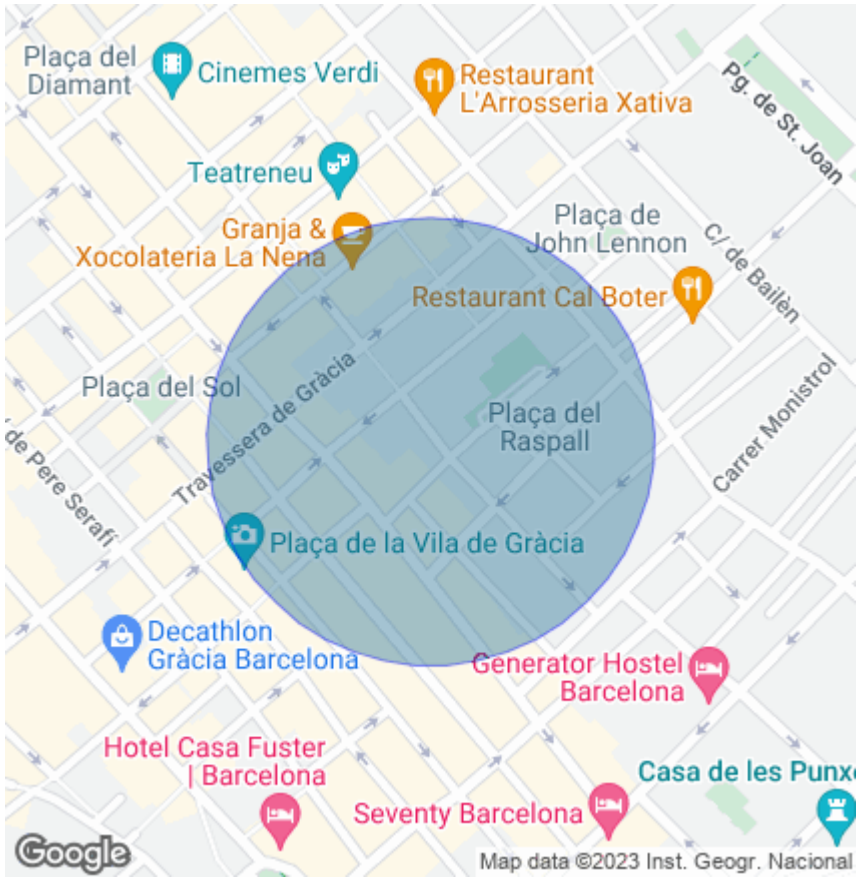 Plaça del
Diamant
Cinemes Verdi
Restaurant
L'Arrosseria Xativa
Pg. de St. Joan
Teatreneu
Granja &
Xocolateria La Nena
Plaça de
John Lennon
C/ de Bailèn
Restaurant Cal Boter
Plaça del Sol
Travessera de Gràcia
Plaça del
Raspall
Carrer Monistrol
de Pere Serafí
Plaça de la Vila de Gràcia
Decathlon
Gràcia Barcelona
Generator Hostel
Barcelona
Hotel Casa Fuster
| Barcelona
Casa de les Punxe
Seventy Barcelona
Google
Map data ©2023 Inst. Geogr. Nacional